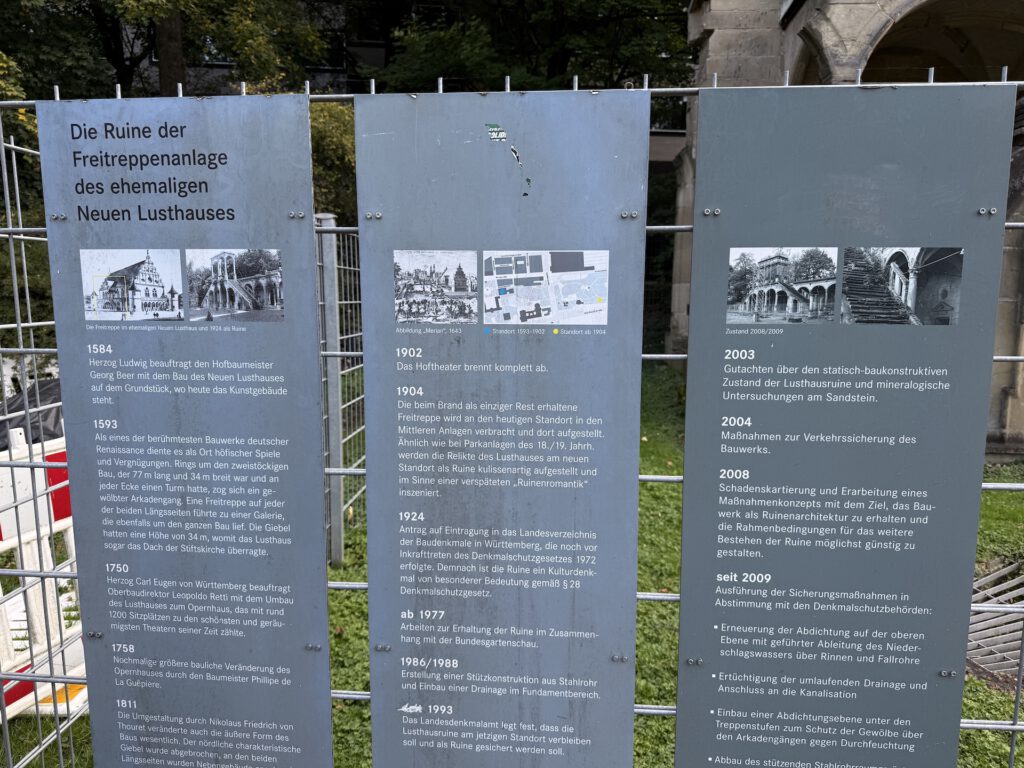 Die Ruine der
Freitreppenanlage
des ehemaligen
Neuen Lusthauses
Die Freitreppe im ehemaligen Neuen Lusthaus und 1924 als Ruine
1584
Herzog Ludwig beauftragt den Hofbaumeister
Georg Beer mit dem Bau des Neuen Lusthauses
auf dem Grundstück, wo heute das Kunstgebäude
steht.
1593
Als eines der berühmtesten Bauwerke deutscher
Renaissance diente es als Ort höfischer Spiele
und Vergnügungen. Rings um den zweistöckigen
Bau, der 77 m lang und 34 m breit war und an
jeder Ecke einen Turm hatte, zog sich ein ge-
wölbter Arkadengang. Eine Freitreppe auf jeder
der beiden Längsseiten führte zu einer Galerie,
die ebenfalls um den ganzen Bau lief. Die Giebel
hatten eine Höhe von 34 m, womit das Lusthaus
sogar das Dach der Stiftskirche überragte.
1750
Herzog Carl Eugen von Württemberg beauftragt
Oberbaudirektor Leopoldo Retti mit dem Umbau
des Lusthauses zum Opernhaus, das mit rund
1200 Sitzplätzen zu den schönsten und geräu-
migsten Theatern seiner Zeit zählte.
1758
Nochmalige größere bauliche Veränderung des
Opernhauses durch den Baumeister Phillipe de
La Guêpiere.
1811
Die Umgestaltung durch Nikolaus Friedrich von
Thouret veränderte auch die äußere Form des
Baus wesentlich. Der nördliche charakteristische
Giebel wurde abgebrochen, an den beiden
Längsseiten wurden
Abbildung „Merian", 1643
Standort 1593-1902
Standort ab 1904
1902
Das Hoftheater brennt komplett ab.
1904
Die beim Brand als einziger Rest erhaltene
Freitreppe wird an den heutigen Standort in den
Mittleren Anlagen verbracht und dort aufgestellt.
Ähnlich wie bei Parkanlagen des 18./19. Jahrh.
werden die Relikte des Lusthauses am neuen
Standort als Ruine kulissenartig aufgestellt und
im Sinne einer verspäteten „Ruinenromantik"
inszeniert.
1924
Antrag auf Eintragung in das Landesverzeichnis
der Baudenkmale in Württemberg, die noch vor
Inkrafttreten des Denkmalschutzgesetzes 1972
erfolgte. Demnach ist die Ruine ein Kulturdenk-
mal von besonderer Bedeutung gemäß § 28
Denkmalschutzgesetz.
ab 1977
Arbeiten zur Erhaltung der Ruine im Zusammen-
hang mit der Bundesgartenschau.
1986/1988
Erstellung einer Stützkonstruktion aus Stahlrohr
und Einbau einer Drainage im Fundamentbereich.
1993
Das Landesdenkmalamt legt fest, dass die
Lusthausruine am jetzigen Standort verbleiben
soll und als Ruine gesichert werden soll.
Zustand 2008/2009
2003
Gutachten über den statisch-baukonstruktiven
Zustand der Lusthausruine und mineralogische
Untersuchungen am Sandstein.
2004
Maßnahmen zur Verkehrssicherung des
Bauwerks.
2008
Schadenskartierung und Erarbeitung eines
Maßnahmenkonzepts mit dem Ziel, das Bau-
werk als Ruinenarchitektur zu erhalten und
die Rahmenbedingungen für das weitere
Bestehen der Ruine möglichst günstig zu
gestalten.
seit 2009
Ausführung der Sicherungsmaßnahmen in
Abstimmung mit den Denkmalschutzbehörden:
▪ Erneuerung der Abdichtung auf der oberen
Ebene mit geführter Ableitung des Nieder-
schlagswassers über Rinnen und Fallrohre
▪ Ertüchtigung der umlaufenden Drainage und
Anschluss an die Kanalisation
▪ Einbau einer Abdichtungsebene unter den
Treppenstufen zum Schutz der Gewölbe über
den Arkadengängen gegen Durchfeuchtung
▪ Abbau des stützenden